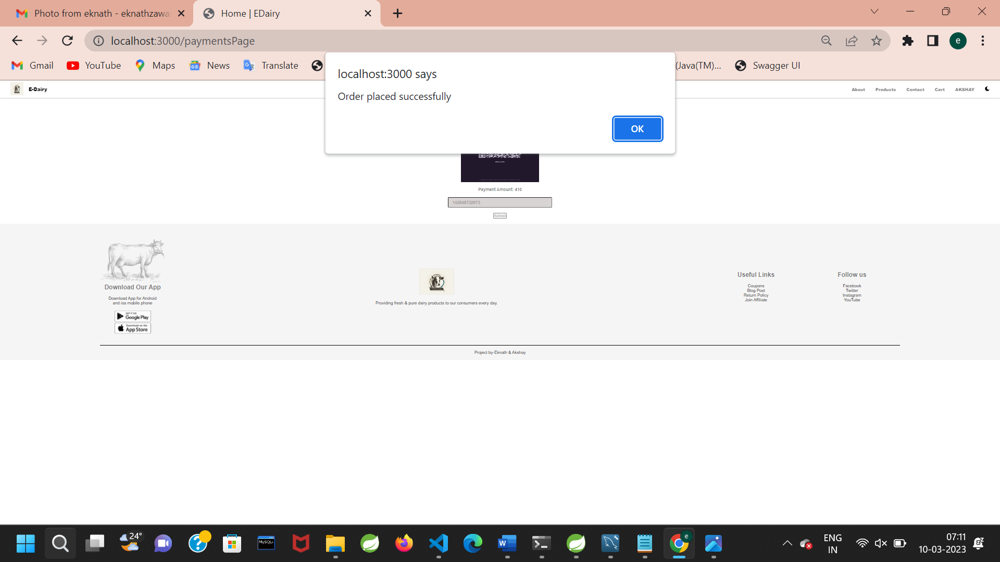 Photo from eknath - eknathzawa
Home | EDairy
localhost:3000/paymentsPage
e
Gmail
YouTube
Maps
News
Translate
(Java(TM)...
Swagger UI
localhost:3000 says
Order placed successfully
OK
E-Dairy
About
Products
Contact
Cart
AKSHAY
Payment Amount: 410
142848732873
Submit
Download Our App
Download App for Android
and ios mobile phone
GET IT ON
Google Play
Download on the
App Store
Providing fresh & pure dairy products to our consumers every day.
Useful Links
Coupons
Blog Post
Return Policy
Join Affiliate
Follow us
Facebook
Twitter
Instagram
YouTube
Project by-Eknath & Akshay
24°
MySQL>
ENG
IN
07:11
10-03-2023